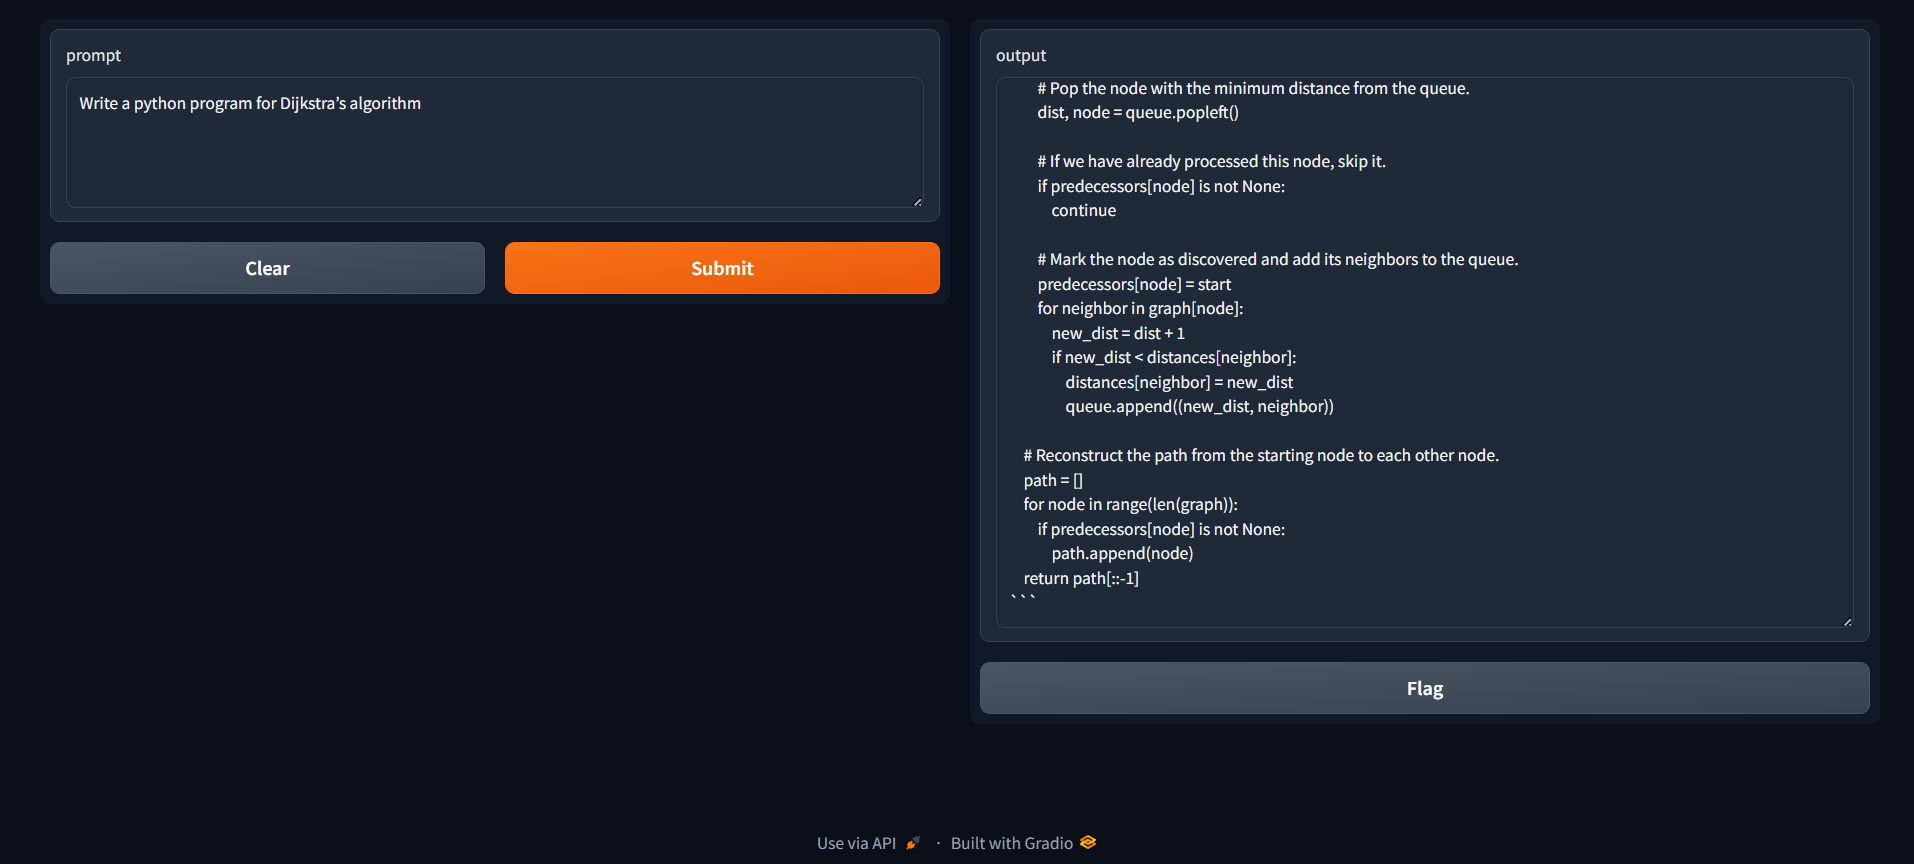 prompt
Write a python program for Dijkstra’s algorithm
Clear
Submit
output
        # Pop the node with the minimum distance from the queue.
        dist, node = queue.popleft()

        # If we have already processed this node, skip it.
        if predecessors[node] is not None:
            continue

        # Mark the node as discovered and add its neighbors to the queue.
        predecessors[node] = start
        for neighbor in graph[node]:
            new_dist = dist + 1
            if new_dist < distances[neighbor]:
                distances[neighbor] = new_dist
                queue.append((new_dist, neighbor))

    # Reconstruct the path from the starting node to each other node.
    path = []
    for node in range(len(graph)):
        if predecessors[node] is not None:
            path.append(node)
    return path[::-1]
```
Flag
Use via API · Built with Gradio